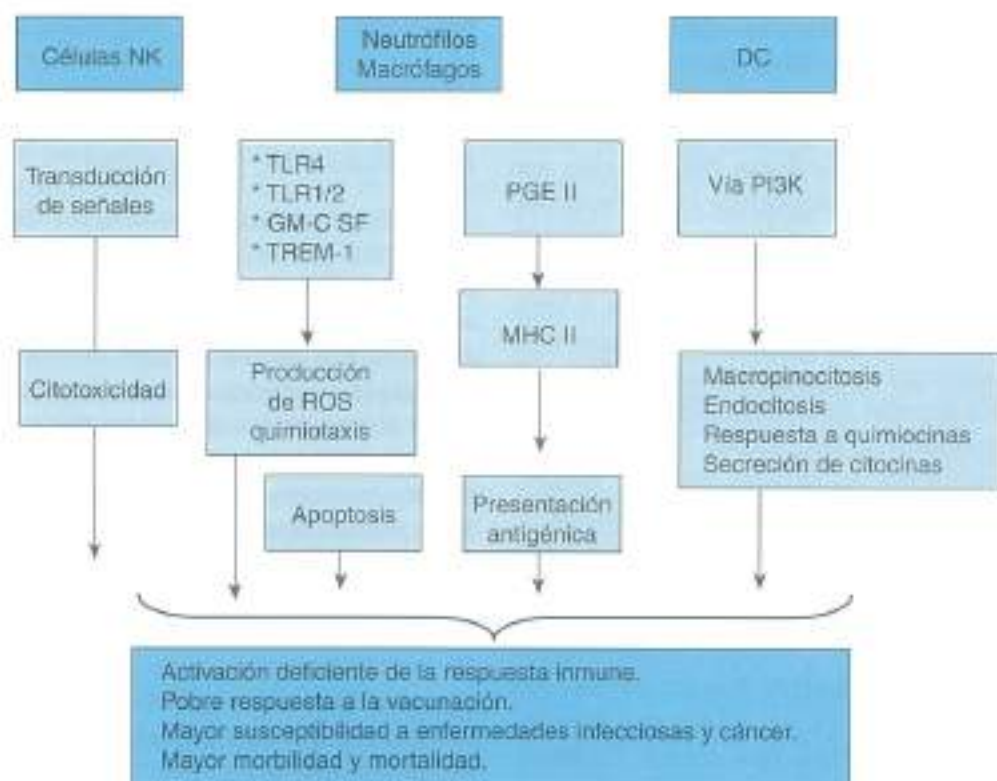 Células NK
Neutrófilos
Macrófagos
DC
Transducción
de señales
* TLR4
* TLR1/2
* GM-C SF
* TREM-1
PGE II
Vía PI3K
MHC II
Citotoxicidad
Producción
de ROS
quimiotaxis
Macropinocitosis
Endocitosis
Respuesta a quimiocinas
Secreción de citocinas
Apoptosis
Presentación
antigénica
Activación deficiente de la respuesta inmune.
Pobre respuesta a la vacunación.
Mayor susceptibilidad a enfermedades infecciosas y cáncer.
Mayor morbilidad y mortalidad.